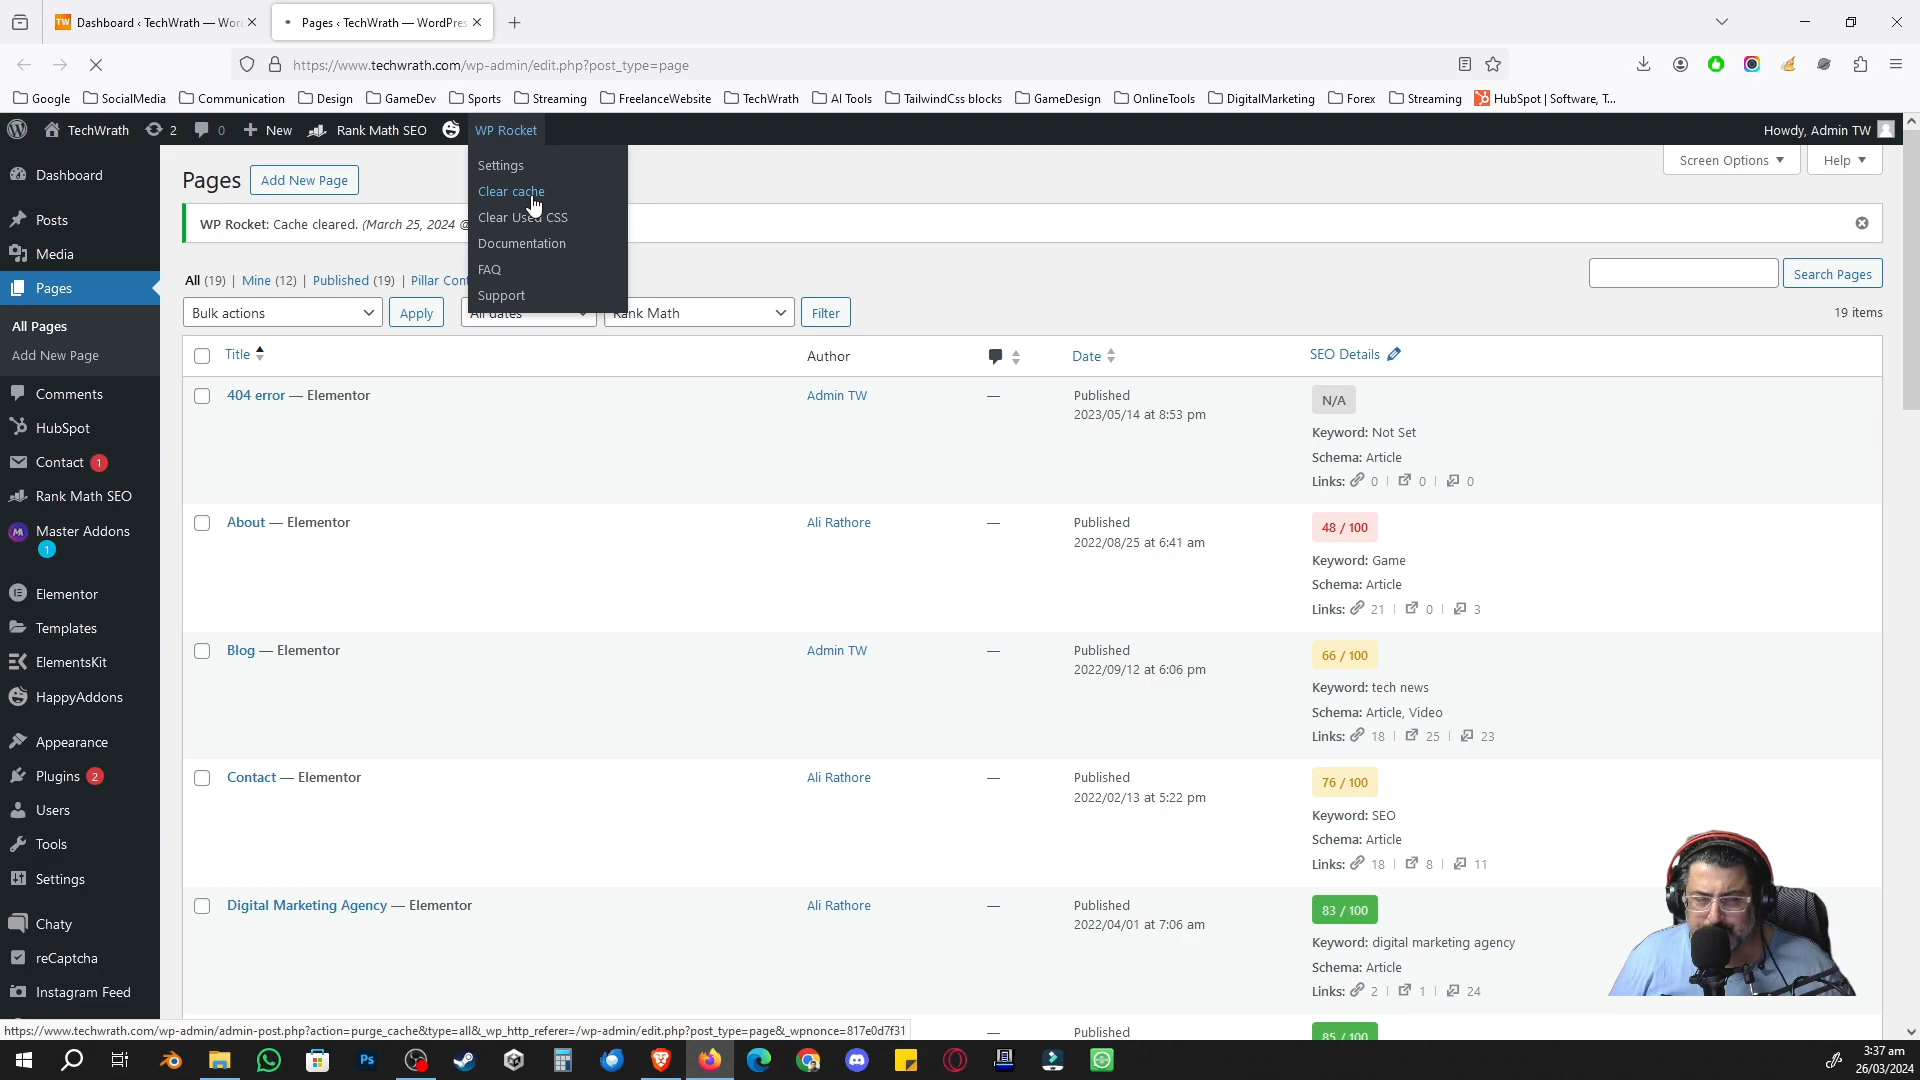 Dashboard ‹ TechWrath — Wor
Pages ‹ TechWrath — WordPres
https://www.techwrath.com/wp-admin/edit.php?post_type=page
Google SocialMedia Communication Design GameDev Sports Streaming FreelanceWebsite TechWrath AI Tools TailwindCss blocks GameDesign OnlineTools DigitalMarketing Forex Streaming HubSpot | Software, T...
TechWrath 2 0 New Rank Math SEO WP Rocket Howdy, Admin TW
Settings
Clear cache
Clear Used CSS
Documentation
FAQ
Support
Dashboard
Posts
Media
Pages
All Pages
Add New Page
Comments
HubSpot
Contact 1
Rank Math SEO
Master Addons
1
Elementor
Templates
ElementsKit
HappyAddons
Appearance
Plugins 2
Users
Tools
Settings
Chaty
reCaptcha
Instagram Feed
Pages Add New Page
Screen Options Help
WP Rocket: Cache cleared. (March 25, 2024 @
All (19) | Mine (12) | Published (19) | Pillar Cont
Search Pages
Bulk actions Apply All dates Rank Math Filter 19 items
Title Author Date SEO Details
404 error — Elementor Admin TW — Published
2023/05/14 at 8:53 pm
N/A
Keyword: Not Set
Schema: Article
Links: 0 | 0 | 0
About — Elementor Ali Rathore — Published
2022/08/25 at 6:41 am
48 / 100
Keyword: Game
Schema: Article
Links: 21 | 0 | 3
Blog — Elementor Admin TW — Published
2022/09/12 at 6:06 pm
66 / 100
Keyword: tech news
Schema: Article, Video
Links: 18 | 25 | 23
Contact — Elementor Ali Rathore — Published
2022/02/13 at 5:22 pm
76 / 100
Keyword: SEO
Schema: Article
Links: 18 | 8 | 11
Digital Marketing Agency — Elementor Ali Rathore — Published
2022/04/01 at 7:06 am
83 / 100
Keyword: digital marketing agency
Schema: Article
Links: 2 | 1 | 24
— Published
85 / 100
https://www.techwrath.com/wp-admin/admin-post.php?action=purge_cache&type=all&_wp_http_referer=/wp-admin/edit.php?post_type=page&_wpnonce=817e0d7f31
3:37 am
26/03/2024